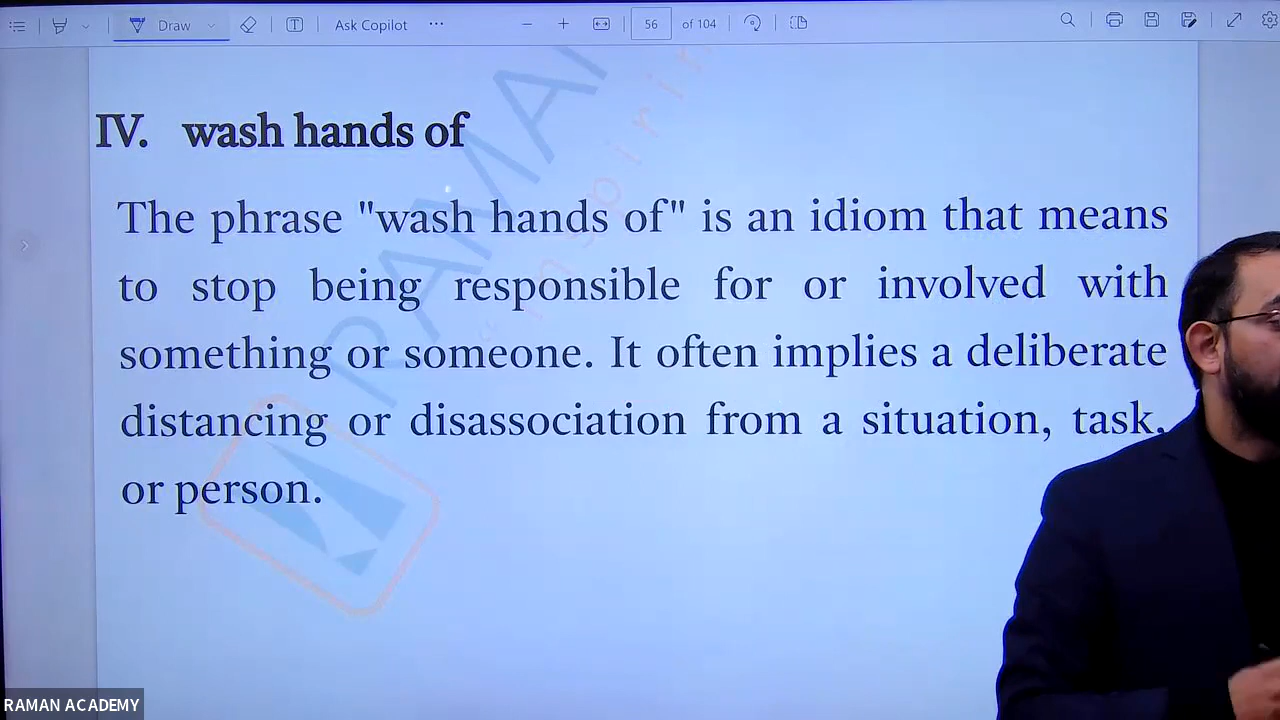 Draw
Ask Copilot
56 of 104
IV. wash hands of
The phrase "wash hands of" is an idiom that means
to stop being responsible for or involved with
something or someone. It often implies a deliberate
distancing or disassociation from a situation, task,
or person.
RAMAN ACADEMY